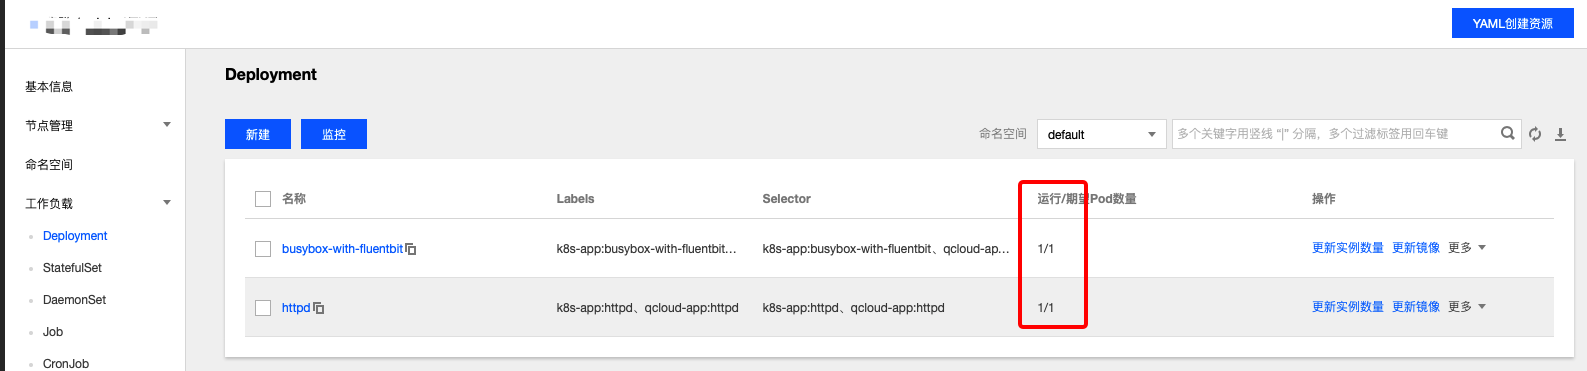 YAML创建资源
基本信息
节点管理
命名空间
工作负载
Deployment
StatefulSet
DaemonSet
Job
CronJob
Deployment
新建 监控 命名空间 default 多个关键字用竖线 “|” 分隔，多个过滤标签用回车键
名称 Labels Selector 运行/期望Pod数量 操作
busybox-with-fluentbit k8s-app:busybox-with-fluentbit... k8s-app:busybox-with-fluentbit、qcloud-ap... 1/1 更新实例数量 更新镜像 更多
httpd k8s-app:httpd、qcloud-app:httpd k8s-app:httpd、qcloud-app:httpd 1/1 更新实例数量 更新镜像 更多